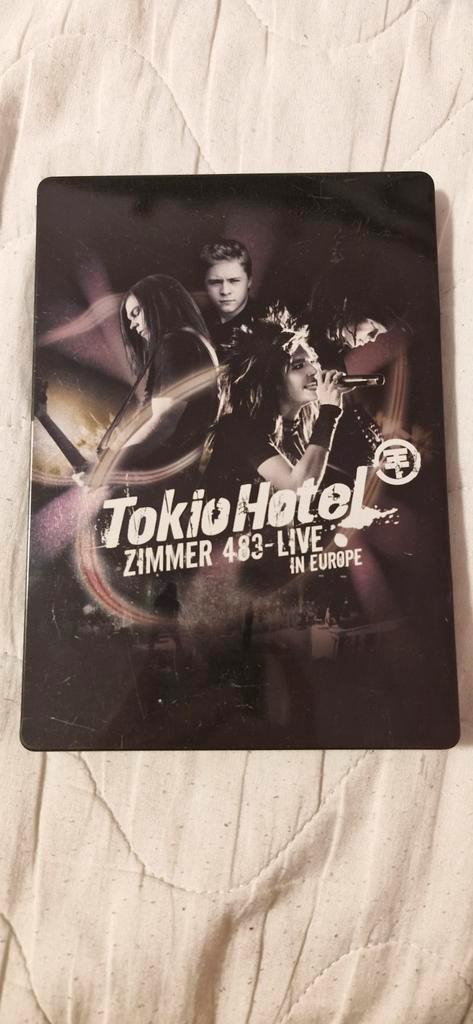 Tokio Hotel
ZIMMER 483 - LIVE
IN EUROPE